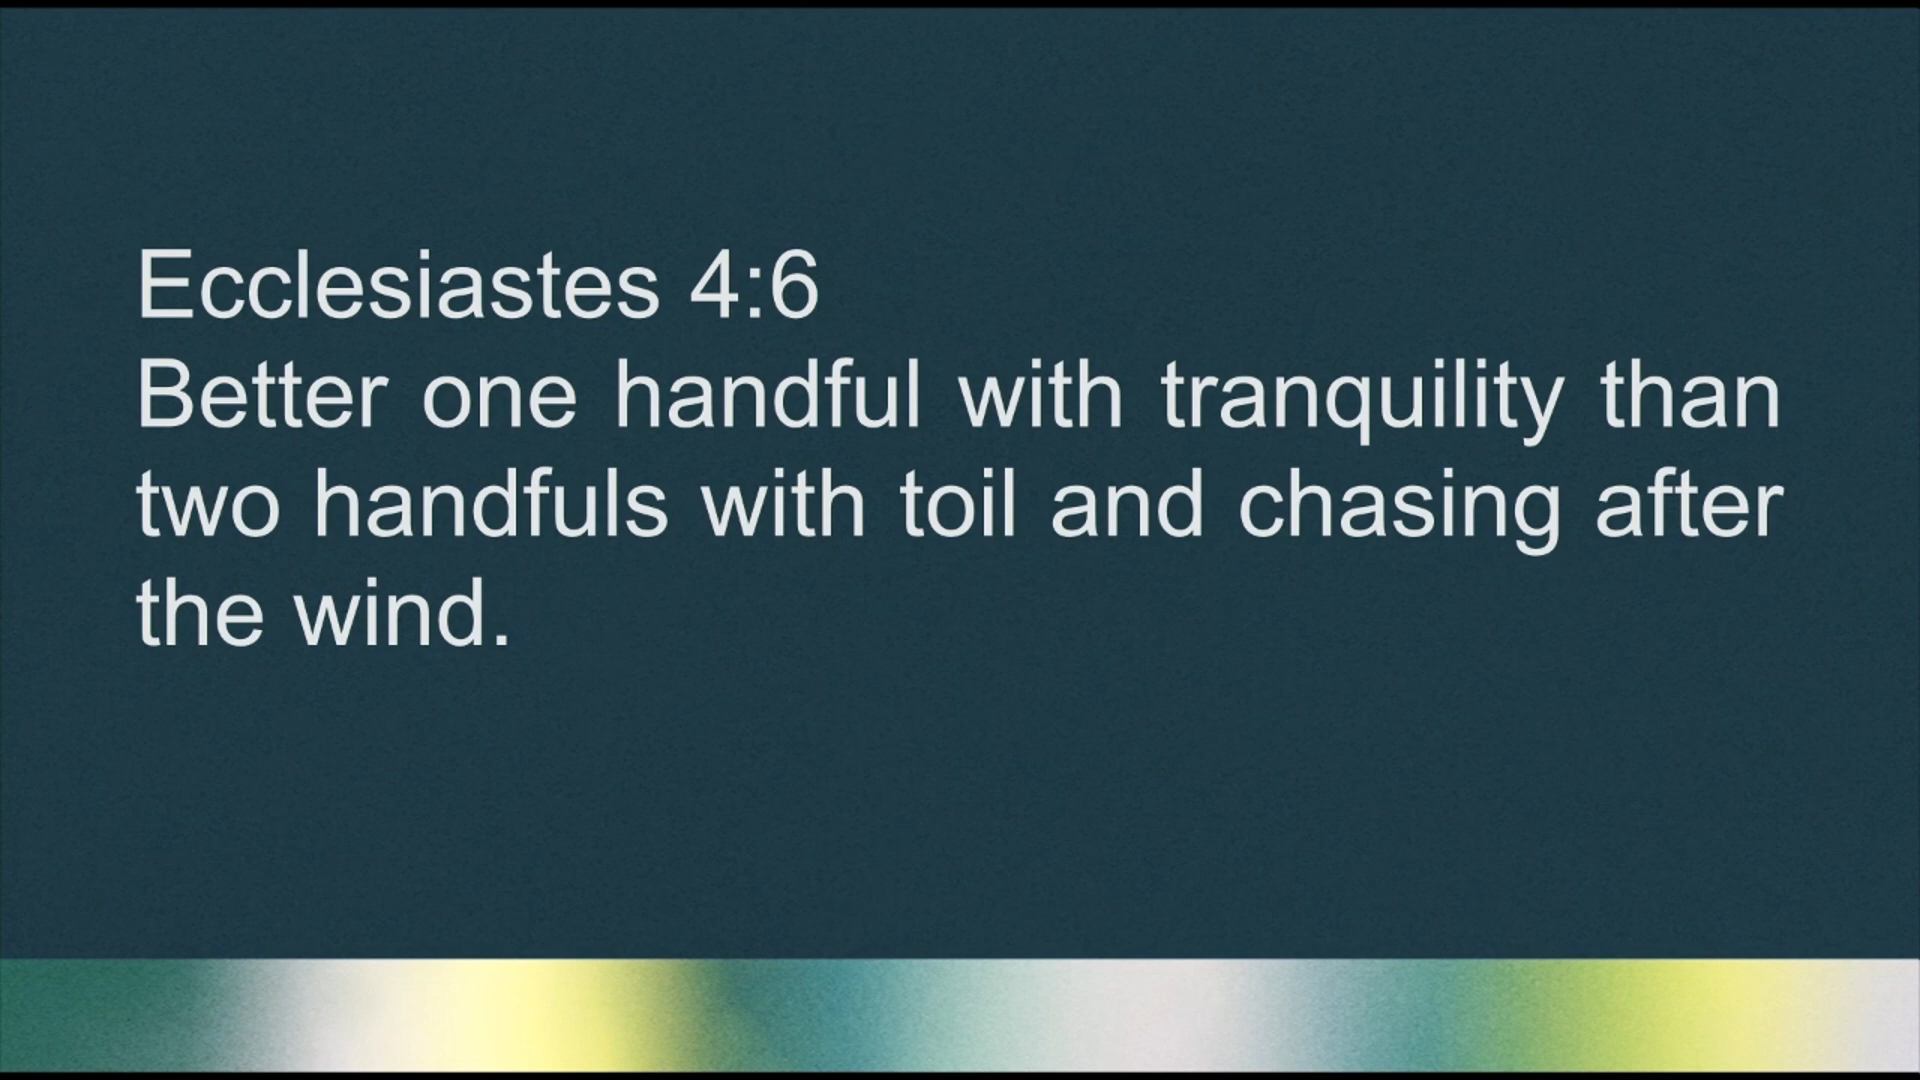 Ecclesiastes 4:6
Better one handful with tranquility than
two handfuls with toil and chasing after
the wind.